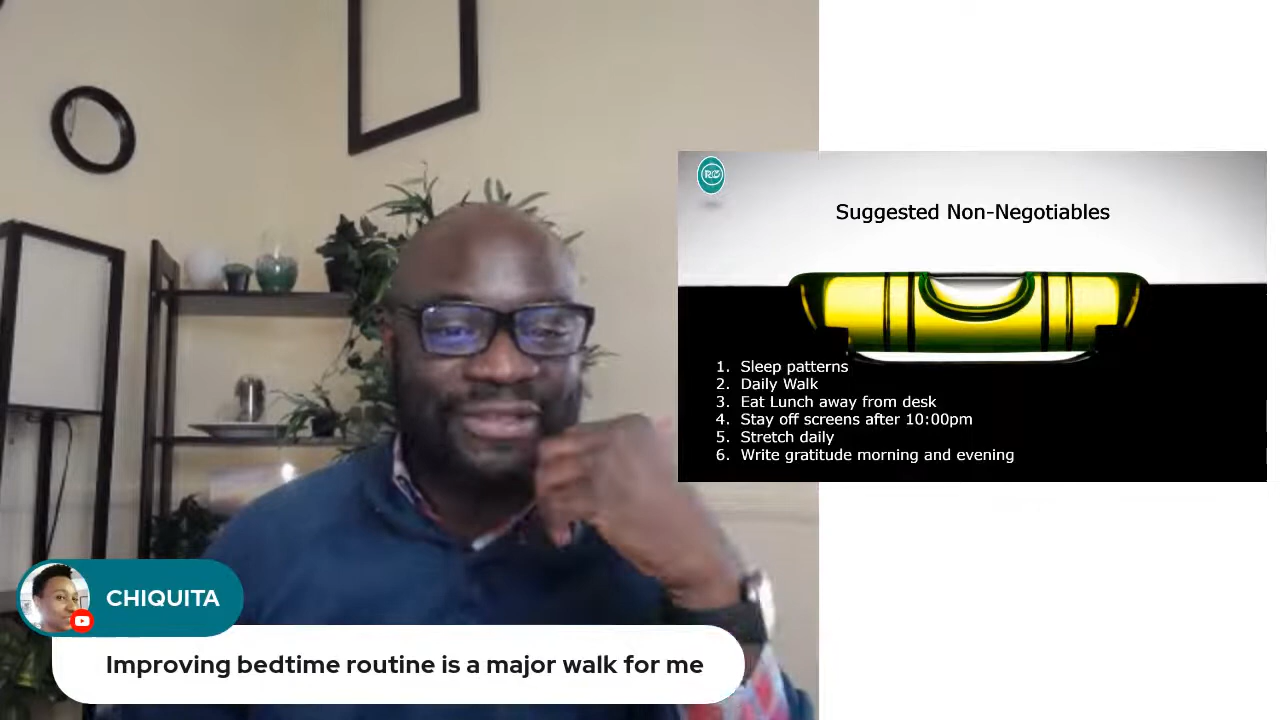 Suggested Non-Negotiables
1. Sleep patterns
2. Daily Walk
3. Eat Lunch away from desk
4. Stay off screens after 10:00pm
5. Stretch daily
6. Write gratitude morning and evening
CHIQUITA
Improving bedtime routine is a major walk for me